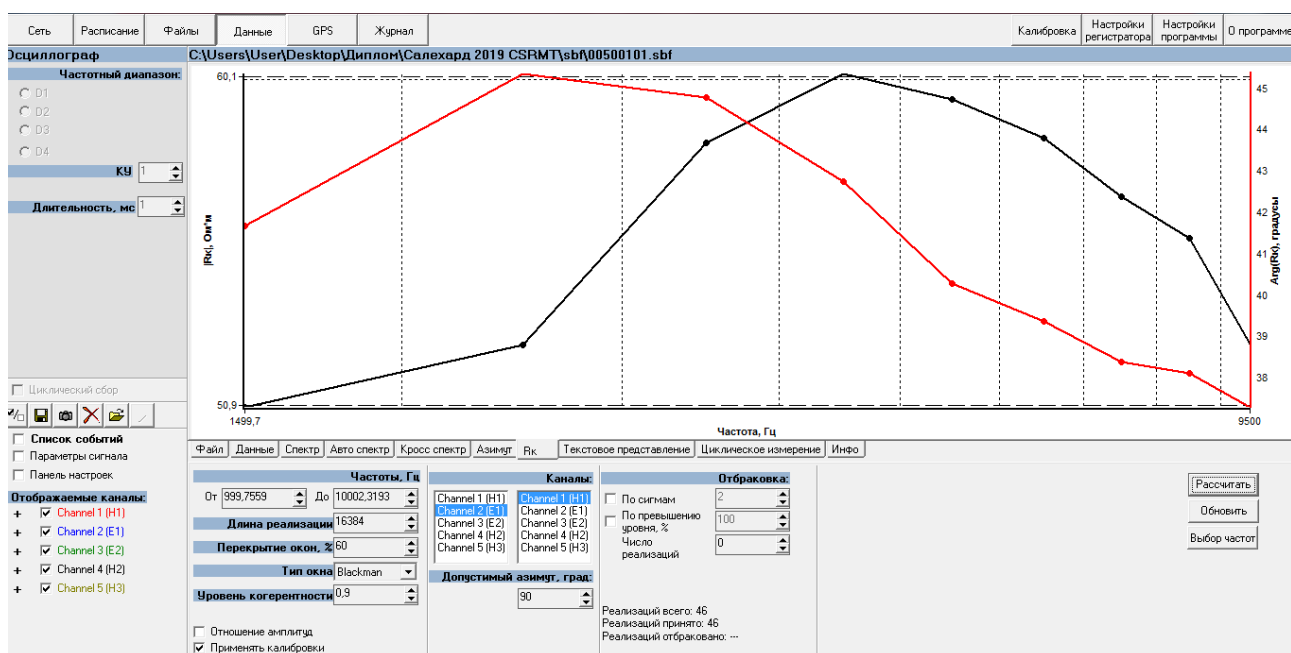 Сеть Расписание Файлы Данные GPS Журнал Калибровка Настройки регистратора Настройки программы О программе
Осциллограф C:\Users\User\Desktop\Диплом\Салехард 2019 CSRMT\sbf\00500101.sbf
Частотный диапазон:
D1
D2
D3
D4
КУ 1
Длительность, мс 1
Циклический сбор
Список событий
Параметры сигнала
Панель настроек
Отображаемые каналы:
+ Channel 1 (H1)
+ Channel 2 (E1)
+ Channel 3 (E2)
+ Channel 4 (H2)
+ Channel 5 (H3)
60,1
50,9
|Rк|, Ом*м
1499,7
9500
Частота, Гц
45
44
43
42
41
40
39
38
Arg(Rк), градусы
Файл Данные Спектр Авто спектр Кросс спектр Азимут Rк Текстовое представление Циклическое измерение Инфо
Частоты, Гц
От 999,7559 До 10002,3193
Длина реализации 16384
Перекрытие окон, % 60
Тип окна Blackman
Уровень когерентности 0,9
Отношение амплитуд
Применять калибровки
Каналы:
Channel 1 (H1) Channel 1 (H1)
Channel 2 (E1) Channel 2 (E1)
Channel 3 (E2) Channel 3 (E2)
Channel 4 (H2) Channel 4 (H2)
Channel 5 (H3) Channel 5 (H3)
Допустимый азимут, град:
90
Отбраковка:
По сигмам 2
По превышению уровня, % 100
Число реализаций 0
Реализаций всего: 46
Реализаций принято: 46
Реализаций отбраковано: ---
Рассчитать
Обновить
Выбор частот